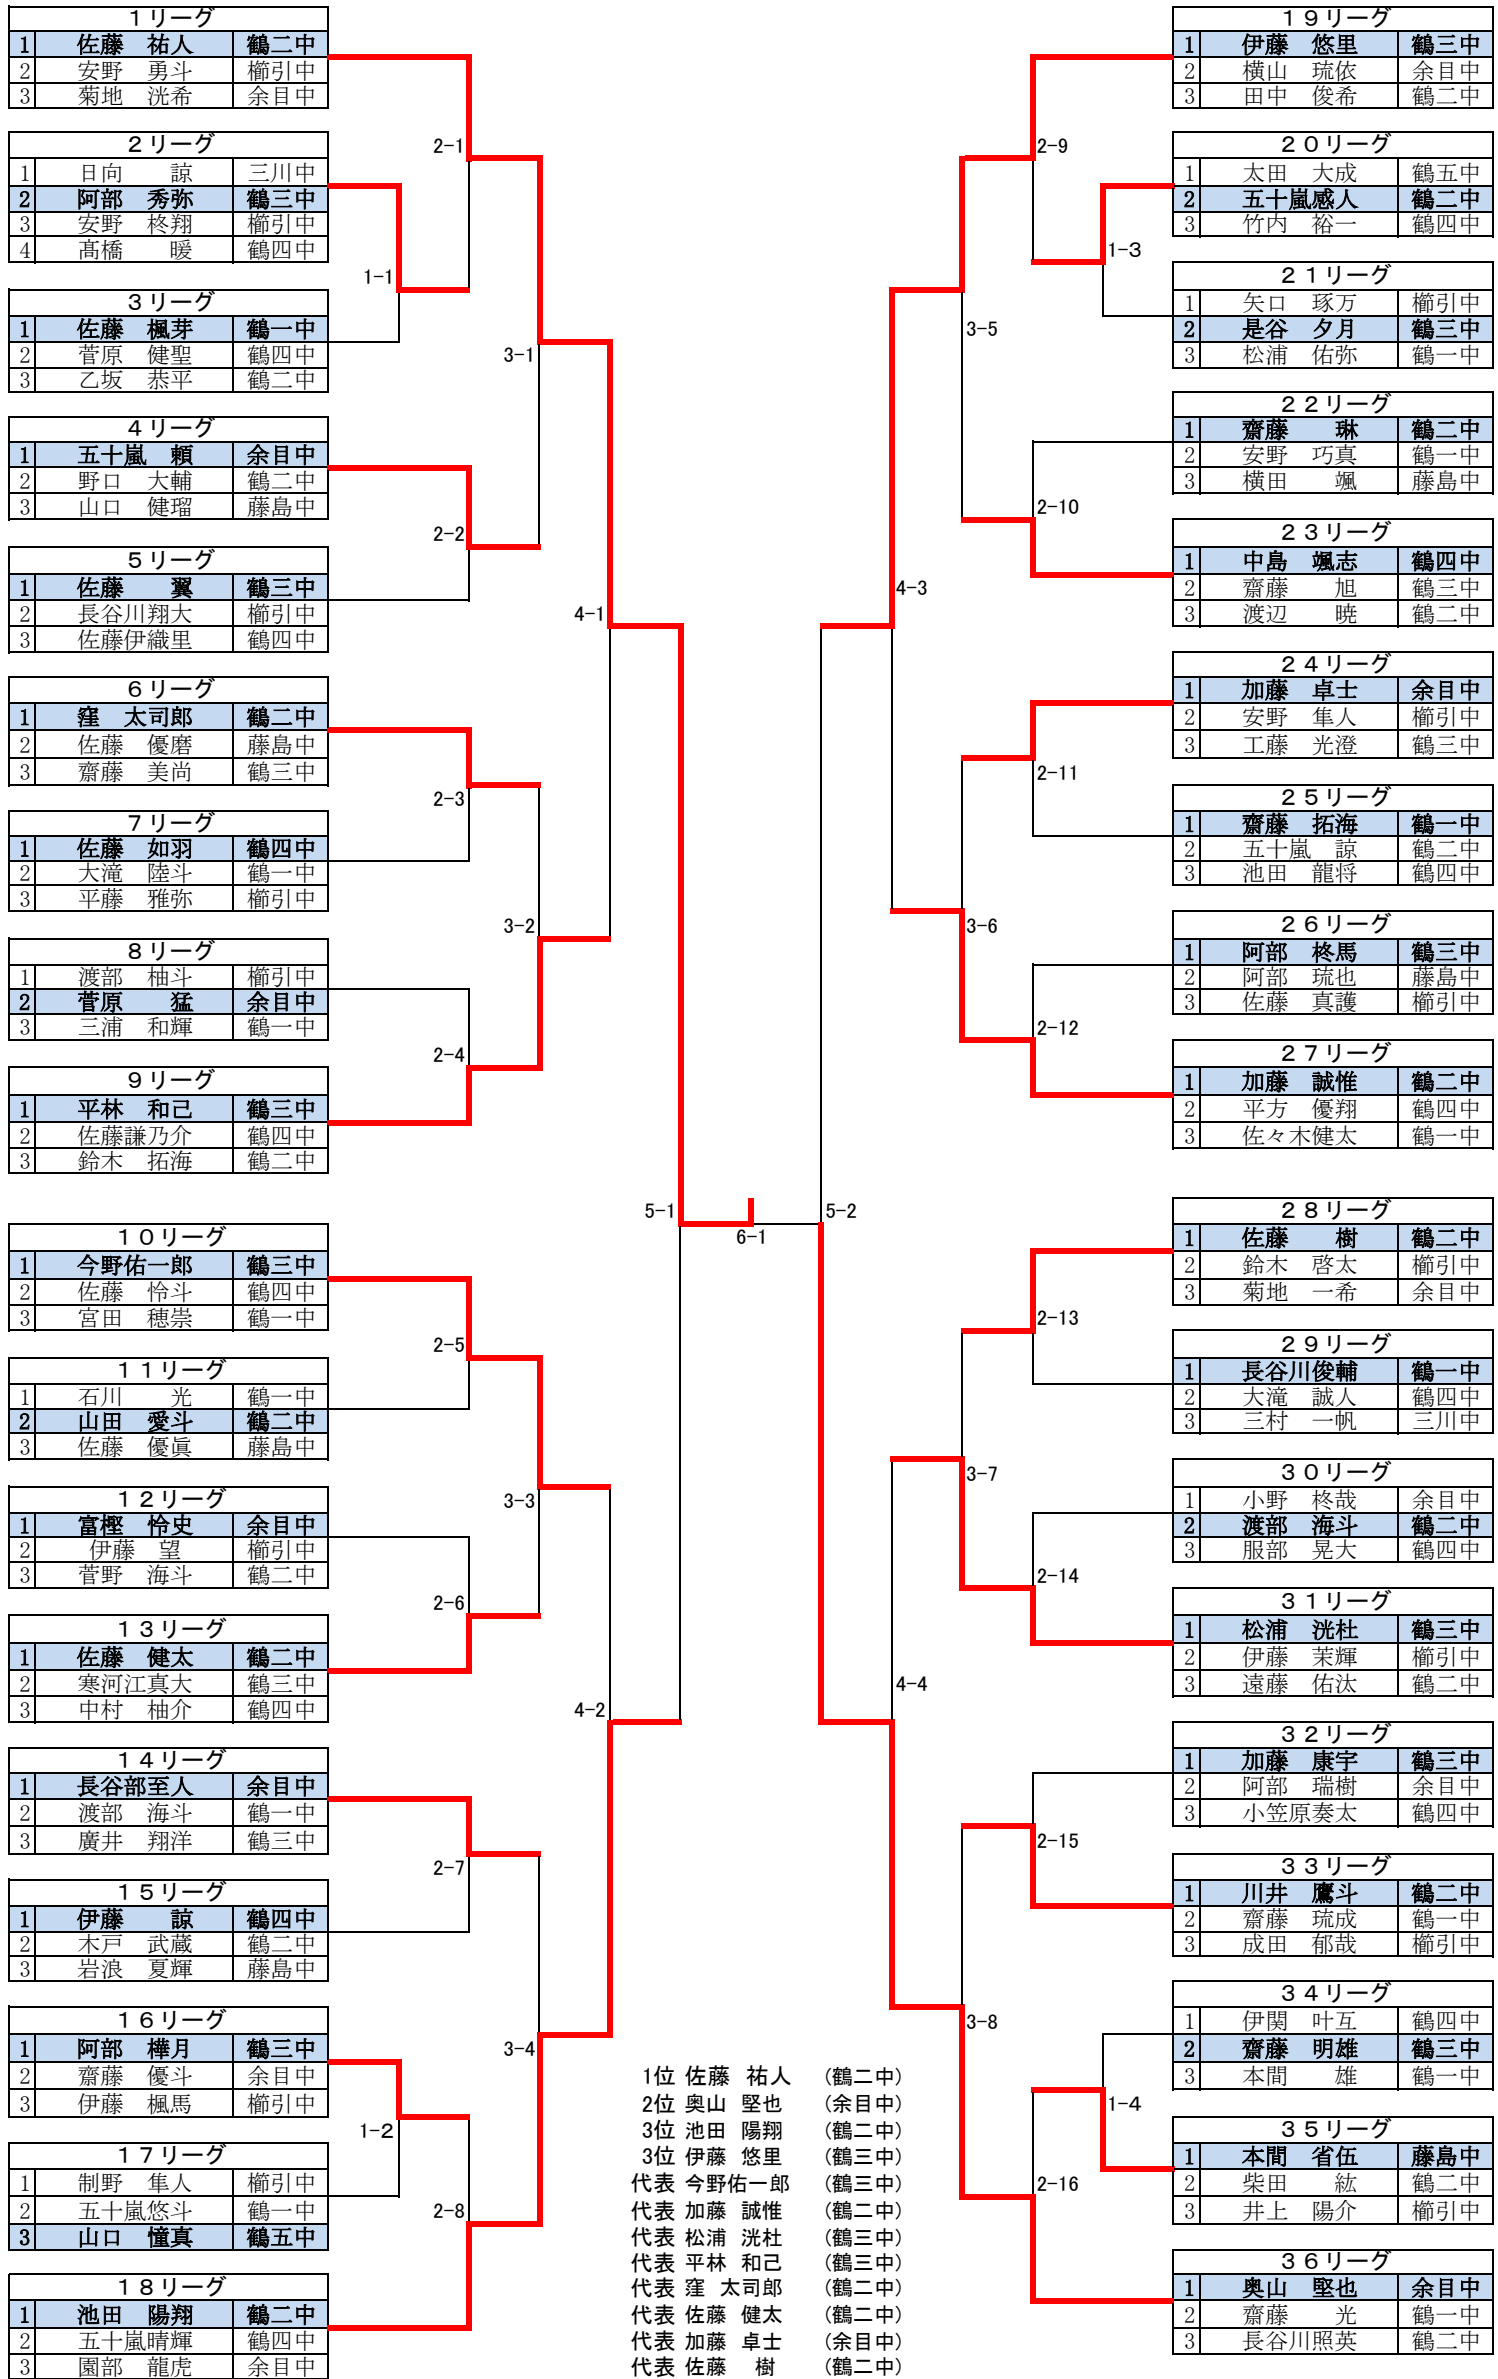 １リーグ
1 佐藤　祐人 鶴二中
2 安野　勇斗 櫛引中
3 菊地　洸希 余目中
２リーグ
1 日向　　諒 三川中
2 阿部　秀弥 鶴三中
3 安野　柊翔 櫛引中
4 髙橋　　暖 鶴四中
３リーグ
1 佐藤　楓芽 鶴一中
2 菅原　健聖 鶴四中
3 乙坂　恭平 鶴二中
４リーグ
1 五十嵐　頼 余目中
2 野口　大輔 鶴二中
3 山口　健瑠 藤島中
５リーグ
1 佐藤　　翼 鶴三中
2 長谷川翔大 櫛引中
3 佐藤伊織里 鶴四中
６リーグ
1 窪　太司郎 鶴二中
2 佐藤　優磨 藤島中
3 齋藤　美尚 鶴三中
７リーグ
1 佐藤　如羽 鶴四中
2 大滝　陸斗 鶴一中
3 平藤　雅弥 櫛引中
８リーグ
1 渡部　柚斗 櫛引中
2 菅原　　猛 余目中
3 三浦　和輝 鶴一中
９リーグ
1 平林　和己 鶴三中
2 佐藤謙乃介 鶴四中
3 鈴木　拓海 鶴二中
１０リーグ
1 今野佑一郎 鶴三中
2 佐藤　怜斗 鶴四中
3 宮田　穂崇 鶴一中
１１リーグ
1 石川　　光 鶴一中
2 山田　愛斗 鶴二中
3 佐藤　優眞 藤島中
１２リーグ
1 富樫　怜史 余目中
2 伊藤　望 櫛引中
3 菅野　海斗 鶴二中
１３リーグ
1 佐藤　健太 鶴二中
2 寒河江真大 鶴三中
3 中村　柚介 鶴四中
１４リーグ
1 長谷部至人 余目中
2 渡部　海斗 鶴一中
3 廣井　翔洋 鶴三中
１５リーグ
1 伊藤　　諒 鶴四中
2 木戸　武蔵 鶴二中
3 岩浪　夏輝 藤島中
１６リーグ
1 阿部　樺月 鶴三中
2 齋藤　優斗 余目中
3 伊藤　楓馬 櫛引中
１７リーグ
1 制野　隼人 櫛引中
2 五十嵐悠斗 鶴一中
3 山口　憧真 鶴五中
１８リーグ
1 池田　陽翔 鶴二中
2 五十嵐晴輝 鶴四中
3 園部　龍虎 余目中
2-1
1-1
3-1
2-2
4-1
2-3
3-2
2-4
5-1
6-1
5-2
2-5
3-3
2-6
4-2
2-7
3-4
1-2
2-8
2-9
1-3
3-5
2-10
4-3
2-11
3-6
2-12
2-13
3-7
2-14
4-4
2-15
3-8
1-4
2-16
1位 佐藤　祐人 （鶴二中）
2位 奥山　堅也 （余目中）
3位 池田　陽翔 （鶴二中）
3位 伊藤　悠里 （鶴三中）
代表 今野佑一郎 （鶴三中）
代表 加藤　誠惟 （鶴二中）
代表 松浦　洸杜 （鶴三中）
代表 平林　和己 （鶴三中）
代表 窪　太司郎 （鶴二中）
代表 佐藤　健太 （鶴二中）
代表 加藤　卓士 （余目中）
代表 佐藤　　樹 （鶴二中）
１９リーグ
1 伊藤　悠里 鶴三中
2 横山　琉依 余目中
3 田中　俊希 鶴二中
２０リーグ
1 太田　大成 鶴五中
2 五十嵐感人 鶴二中
3 竹内　裕一 鶴四中
２１リーグ
1 矢口　琢万 櫛引中
2 是谷　夕月 鶴三中
3 松浦　佑弥 鶴一中
２２リーグ
1 齋藤　　琳 鶴二中
2 安野　巧真 鶴一中
3 横田　　颯 藤島中
２３リーグ
1 中島　颯志 鶴四中
2 齋藤　　旭 鶴三中
3 渡辺　　暁 鶴二中
２４リーグ
1 加藤　卓士 余目中
2 安野　隼人 櫛引中
3 工藤　光澄 鶴三中
２５リーグ
1 齋藤　拓海 鶴一中
2 五十嵐　諒 鶴二中
3 池田　龍将 鶴四中
２６リーグ
1 阿部　柊馬 鶴三中
2 阿部　琉也 藤島中
3 佐藤　真護 櫛引中
２７リーグ
1 加藤　誠惟 鶴二中
2 平方　優翔 鶴四中
3 佐々木健太 鶴一中
２８リーグ
1 佐藤　　樹 鶴二中
2 鈴木　啓太 櫛引中
3 菊地　一希 余目中
２９リーグ
1 長谷川俊輔 鶴一中
2 大滝　誠人 鶴四中
3 三村　一帆 三川中
３０リーグ
1 小野　柊哉 余目中
2 渡部　海斗 鶴二中
3 服部　晃大 鶴四中
３１リーグ
1 松浦　洸杜 鶴三中
2 伊藤　茉輝 櫛引中
3 遠藤　佑汰 鶴二中
３２リーグ
1 加藤　康宇 鶴三中
2 阿部　瑞樹 余目中
3 小笠原奏太 鶴四中
３３リーグ
1 川井　鷹斗 鶴二中
2 齋藤　琉成 鶴一中
3 成田　郁哉 櫛引中
３４リーグ
1 伊関　叶互 鶴四中
2 齋藤　明雄 鶴三中
3 本間　　雄 鶴一中
３５リーグ
1 本間　省伍 藤島中
2 柴田　　紘 鶴二中
3 井上　陽介 櫛引中
３６リーグ
1 奥山　堅也 余目中
2 齋藤　　光 鶴一中
3 長谷川照英 鶴二中